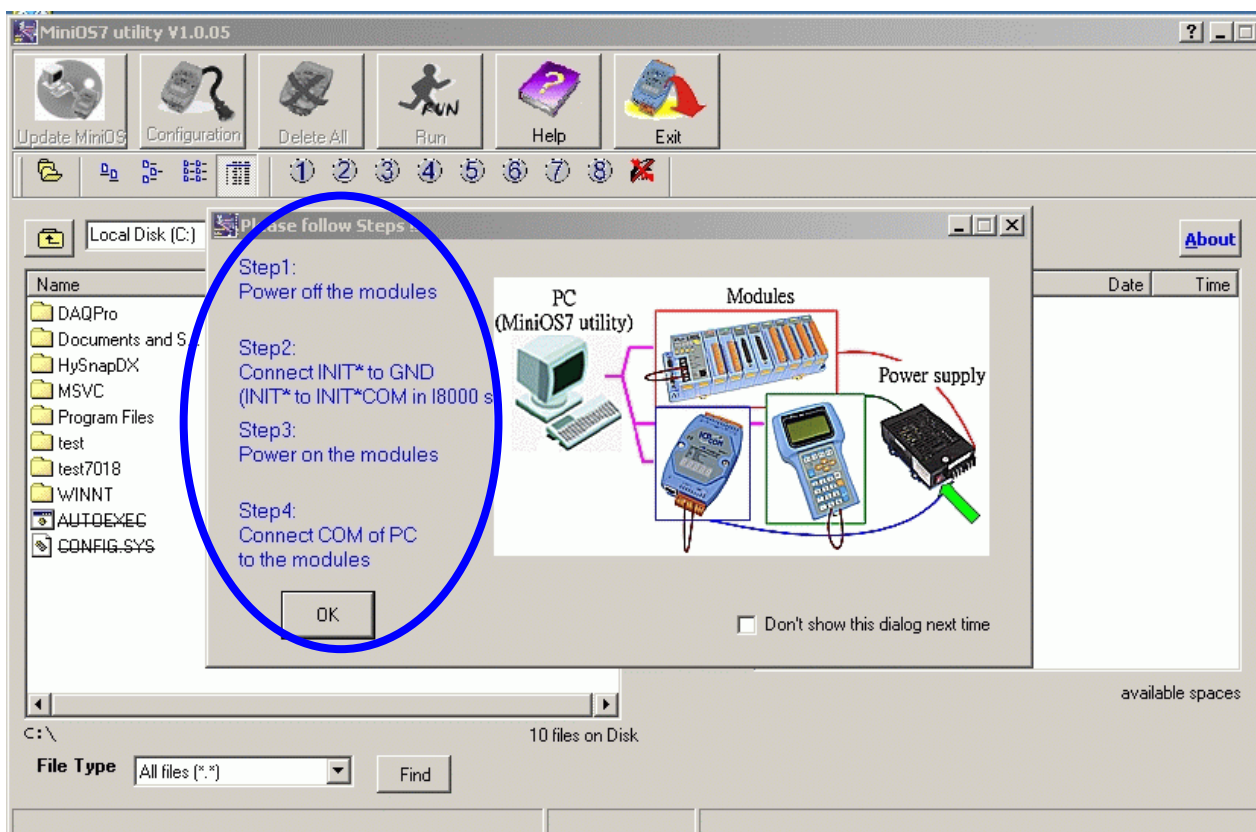 MiniOS7 utility V1.0.05
Update MiniOS
Configuration
Delete All
Run
Help
Exit
1 2 3 4 5 6 7 8
Local Disk (C:)
About
Name
Date
Time
DAQPro
Documents and S...
HySnapDX
MSVC
Program Files
test
test7018
WINNT
AUTOEXEC
CONFIG.SYS
Please follow Steps
Step1:
Power off the modules
Step2:
Connect INIT* to GND
(INIT* to INIT*COM in I8000 s
Step3:
Power on the modules
Step4:
Connect COM of PC
to the modules
OK
PC
(MiniOS7 utility)
Modules
Power supply
Don't show this dialog next time
available spaces
C:\
10 files on Disk
File Type
All files (*.*)
Find